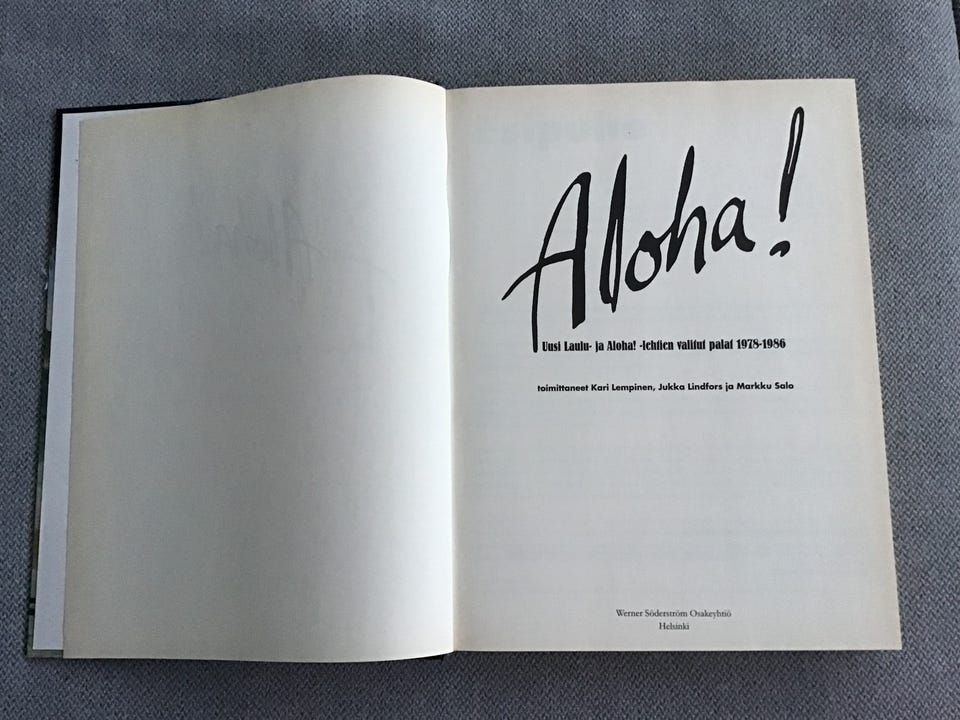 Aloha!
Uusi Laulu- ja Aloha! -lehtien valitut palat 1978-1986
toimittaneet Kari Lempinen, Jukka Lindfors ja Markku Salo
Werner Söderström Osakeyhtiö
Helsinki